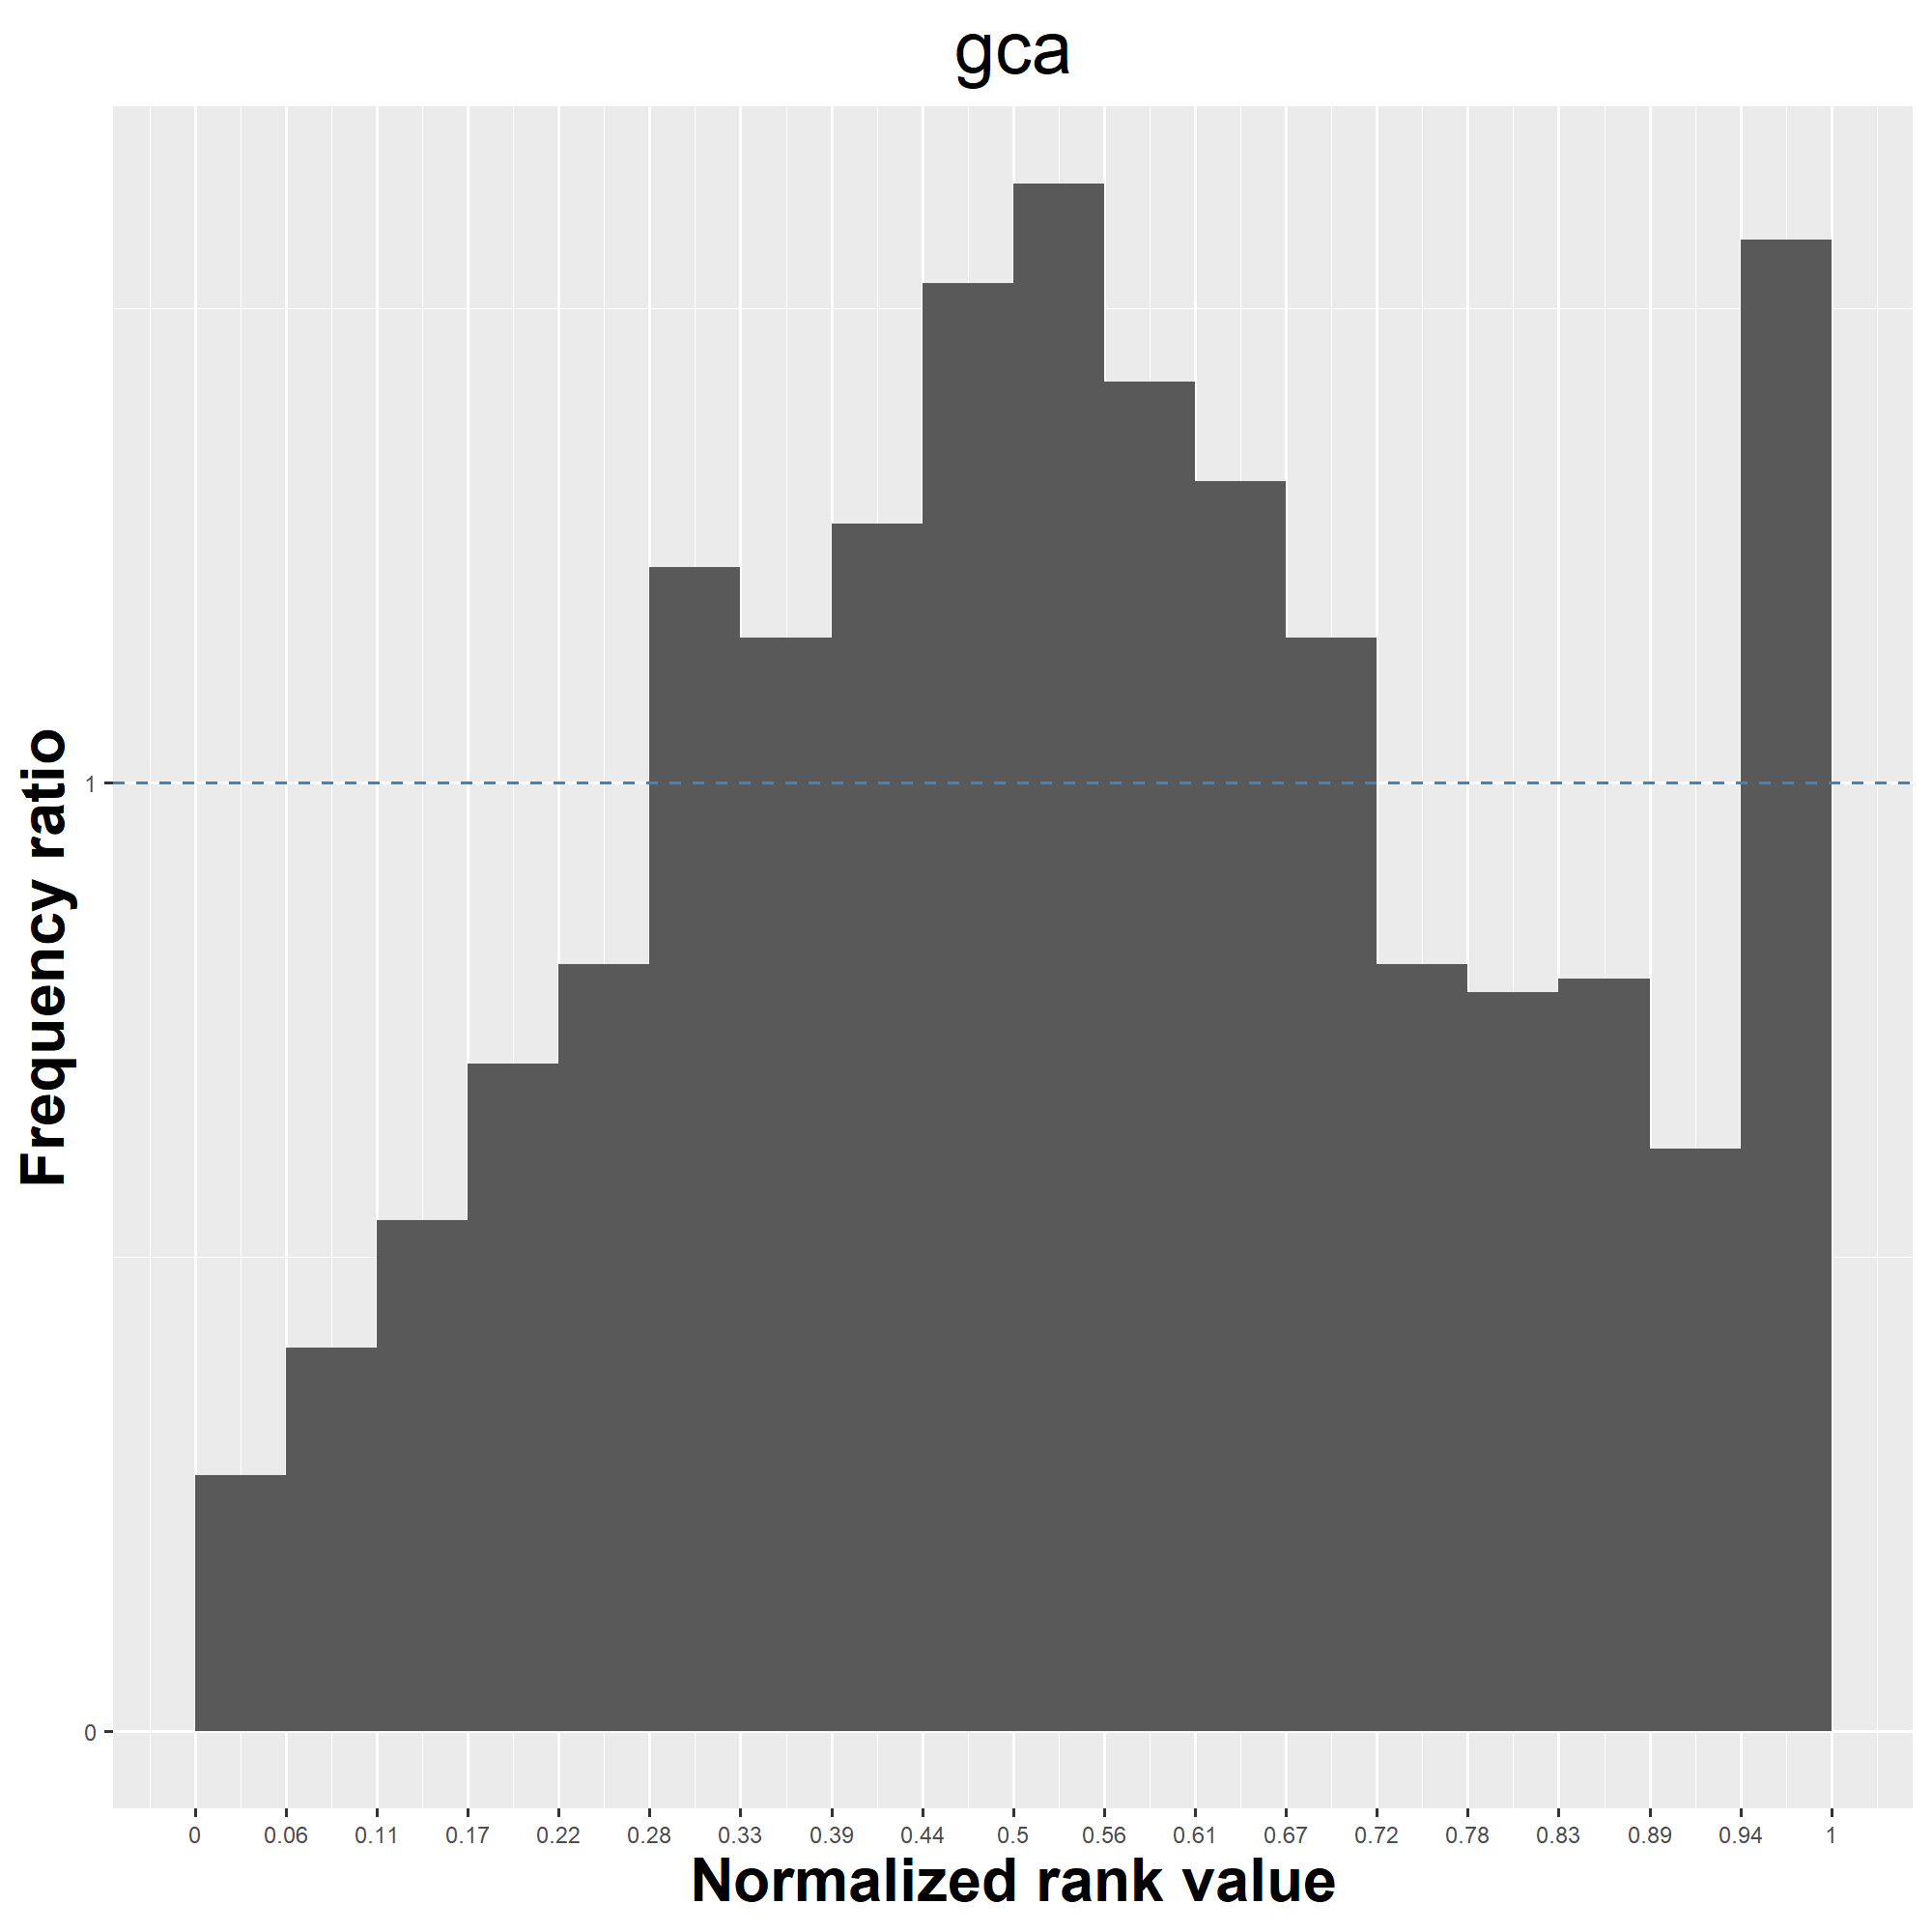 gca
Frequency ratio
1
0
0 0.06 0.11 0.17 0.22 0.28 0.33 0.39 0.44 0.5 0.56 0.61 0.67 0.72 0.78 0.83 0.89 0.94 1
Normalized rank value